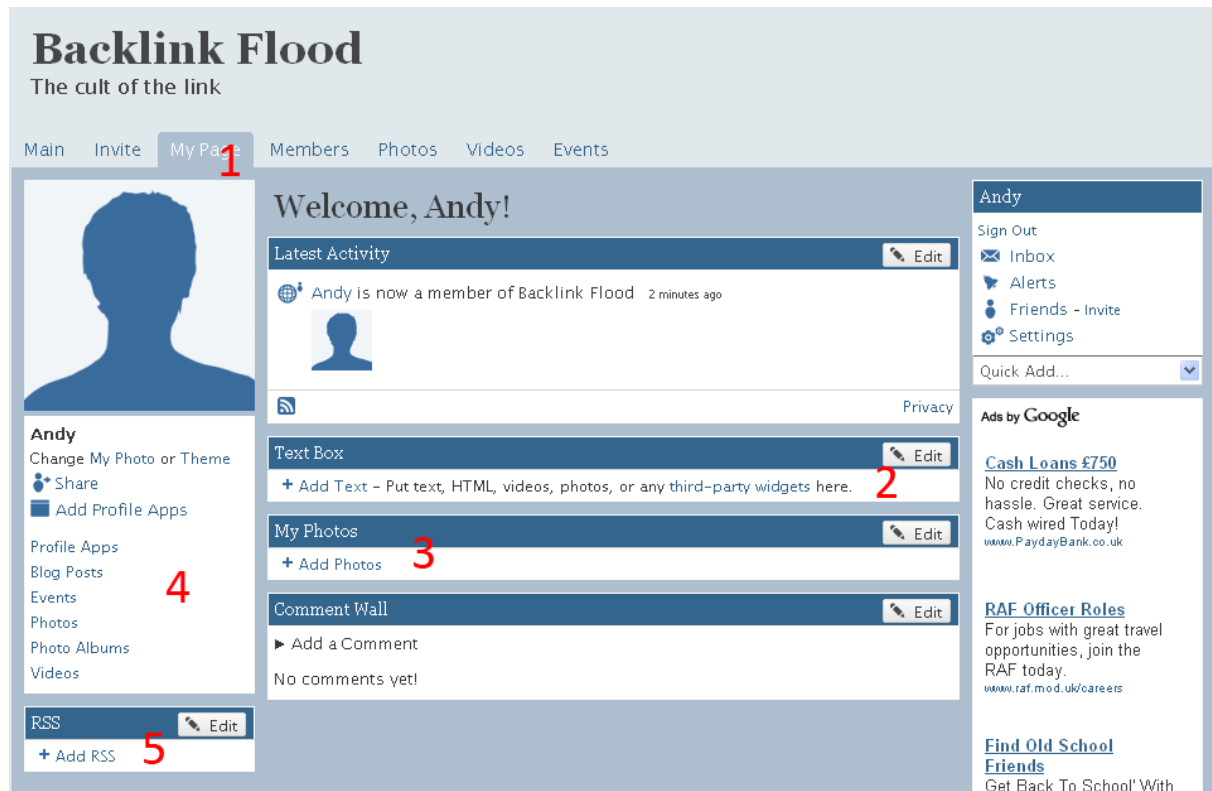 Backlink Flood
The cult of the link
Main Invite My Page Members Photos Videos Events
1
Andy
Change My Photo or Theme
Share
Add Profile Apps
Profile Apps
Blog Posts
Events
Photos
Photo Albums
Videos
4
RSS Edit
+ Add RSS
5
Welcome, Andy!
Latest Activity Edit
Andy is now a member of Backlink Flood 2 minutes ago
Privacy
Text Box Edit
+ Add Text – Put text, HTML, videos, photos, or any third-party widgets here.
2
My Photos Edit
+ Add Photos
3
Comment Wall Edit
Add a Comment
No comments yet!
Andy
Sign Out
Inbox
Alerts
Friends – Invite
Settings
Quick Add...
Ads by Google
Cash Loans £750
No credit checks, no
hassle. Great service.
Cash wired Today!
www.PaydayBank.co.uk
RAF Officer Roles
For jobs with great travel
opportunities, join the
RAF today.
www.raf.mod.uk/careers
Find Old School
Friends
Get Back To School' With